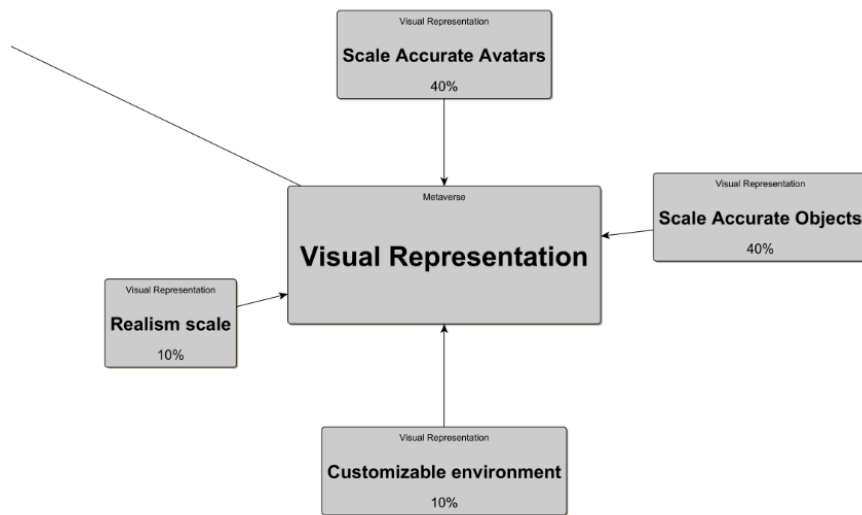 Visual Representation
Scale Accurate Avatars
40%
Metaverse
Visual Representation
Visual Representation
Scale Accurate Objects
40%
Visual Representation
Realism scale
10%
Visual Representation
Customizable environment
10%